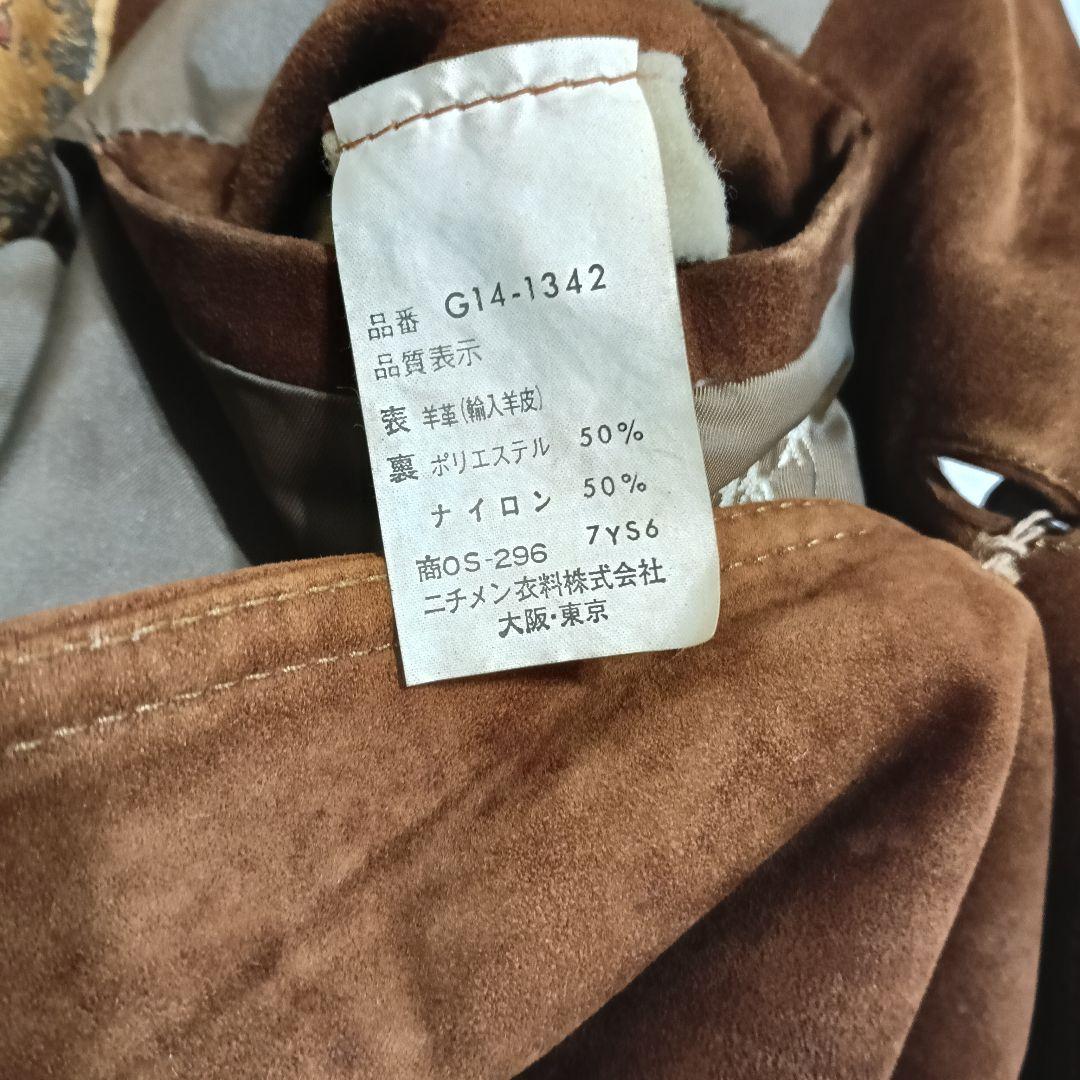 品番 G14-1342
品質表示
表 羊革(輸入羊皮)
裏 ポリエステル 50%
ナイロン 50%
7YS6
商OS-296
ニチメン衣料株式会社
大阪・東京